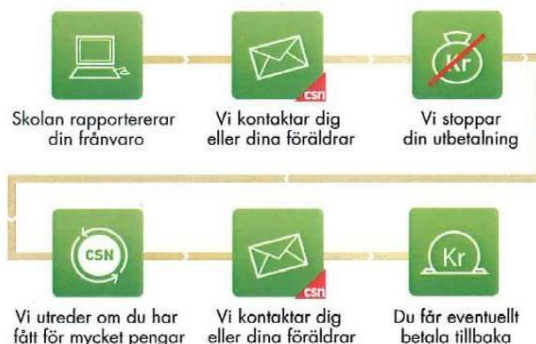 Kr
csn
Skolan rapportererar
din frånvaro
Vi kontaktar dig
eller dina föräldrar
Vi stoppar
din utbetalning
CSN
csn
Kr
Vi utreder om du har
fått för mycket pengar
Vi kontaktar dig
eller dina föräldrar
Du får eventuellt
betala tillbaka